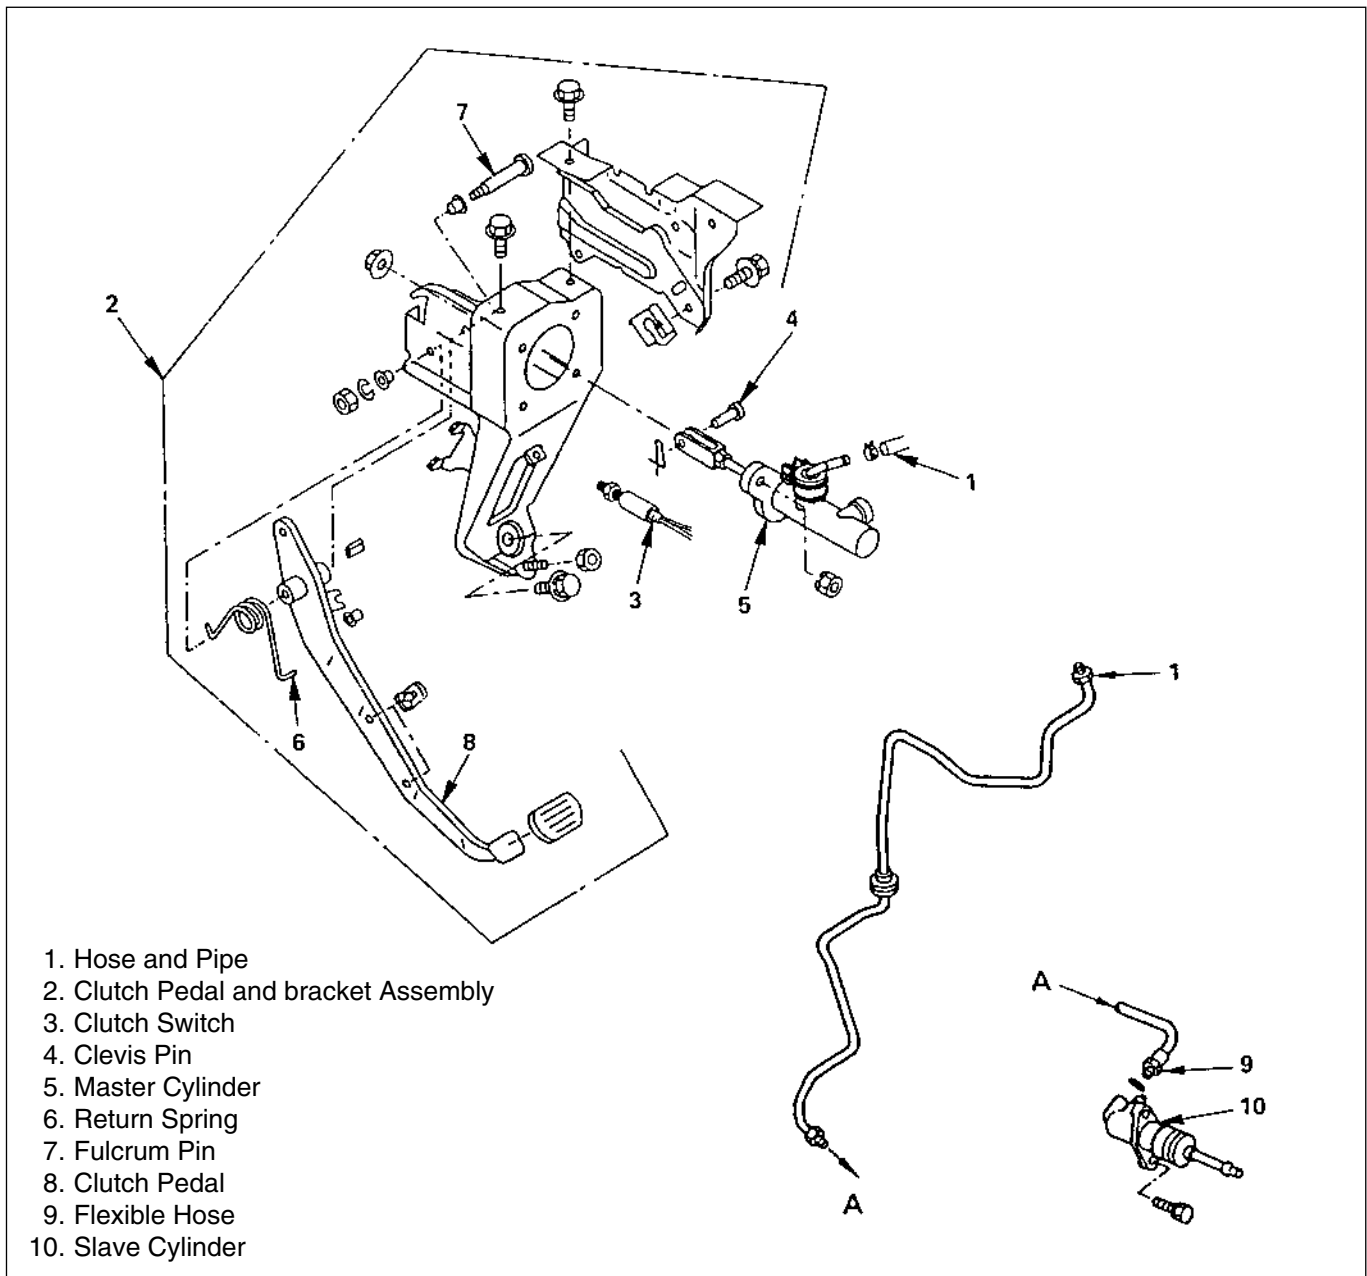 7
2
4
1
3
5
6
8
1
1. Hose and Pipe
2. Clutch Pedal and bracket Assembly
3. Clutch Switch
4. Clevis Pin
5. Master Cylinder
6. Return Spring
7. Fulcrum Pin
8. Clutch Pedal
9. Flexible Hose
10. Slave Cylinder
A
9
10
A